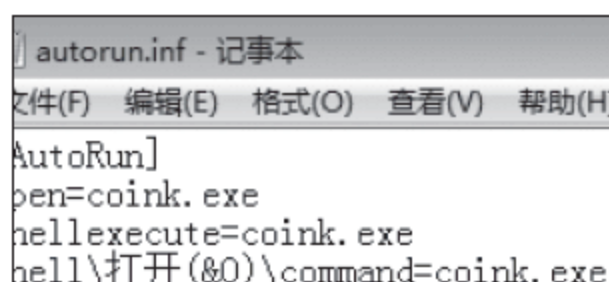 autorun.inf - 记事本
文件(F) 编辑(E) 格式(O) 查看(V) 帮助(H)
AutoRun]
pen=coink.exe
hellexecute=coink.exe
hell\打开(&O)\command=coink.exe